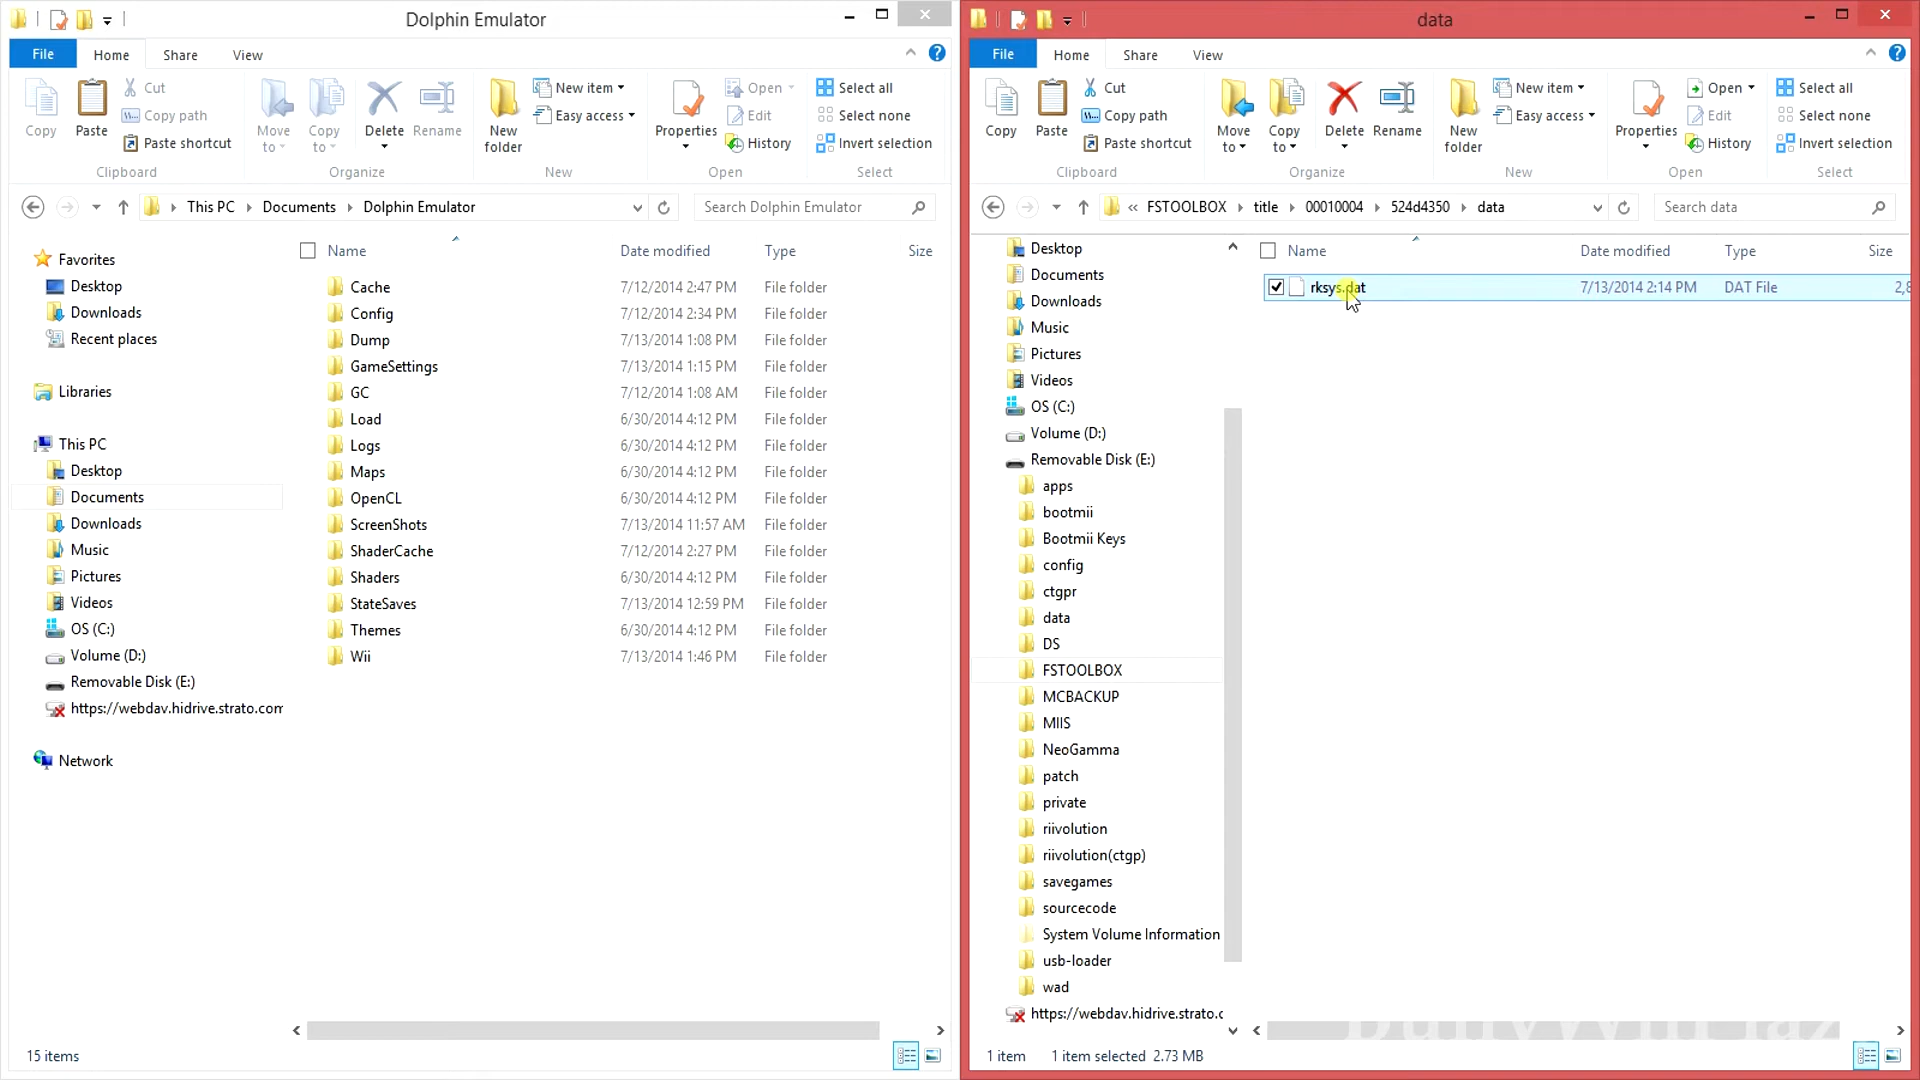 Dolphin Emulator
File
Home
Share
View
Copy
Paste
Cut
Copy path
Paste shortcut
Clipboard
Move to
Copy to
Delete
Rename
Organize
New folder
New item
Easy access
New
Properties
Open
Edit
History
Open
Select all
Select none
Invert selection
Select
This PC
Documents
Dolphin Emulator
Search Dolphin Emulator
Favorites
Desktop
Downloads
Recent places
Libraries
This PC
Desktop
Documents
Downloads
Music
Pictures
Videos
OS (C:)
Volume (D:)
Removable Disk (E:)
https://webdav.hidrive.strato.com
Network
Name Date modified Type Size
Cache 7/12/2014 2:47 PM File folder
Config 7/12/2014 2:34 PM File folder
Dump 7/13/2014 1:08 PM File folder
GameSettings 7/13/2014 1:15 PM File folder
GC 7/12/2014 1:08 AM File folder
Load 6/30/2014 4:12 PM File folder
Logs 6/30/2014 4:12 PM File folder
Maps 6/30/2014 4:12 PM File folder
OpenCL 6/30/2014 4:12 PM File folder
ScreenShots 7/13/2014 11:57 AM File folder
ShaderCache 7/12/2014 2:27 PM File folder
Shaders 6/30/2014 4:12 PM File folder
StateSaves 7/13/2014 12:59 PM File folder
Themes 6/30/2014 4:12 PM File folder
Wii 7/13/2014 1:46 PM File folder
15 items
data
File
Home
Share
View
Copy
Paste
Cut
Copy path
Paste shortcut
Clipboard
Move to
Copy to
Delete
Rename
Organize
New folder
New item
Easy access
New
Properties
Open
Edit
History
Open
Select all
Select none
Invert selection
Select
FSTOOLBOX
title
00010004
524d4350
data
Search data
Desktop
Documents
Downloads
Music
Pictures
Videos
OS (C:)
Volume (D:)
Removable Disk (E:)
apps
bootmii
Bootmii Keys
config
ctgpr
data
DS
FSTOOLBOX
MCBACKUP
MIIS
NeoGamma
patch
private
riivolution
riivolution(ctgp)
savegames
sourcecode
System Volume Information
usb-loader
wad
https://webdav.hidrive.strato.c
Name Date modified Type Size
rksys.dat 7/13/2014 2:14 PM DAT File 2,8
1 item 1 item selected 2.73 MB